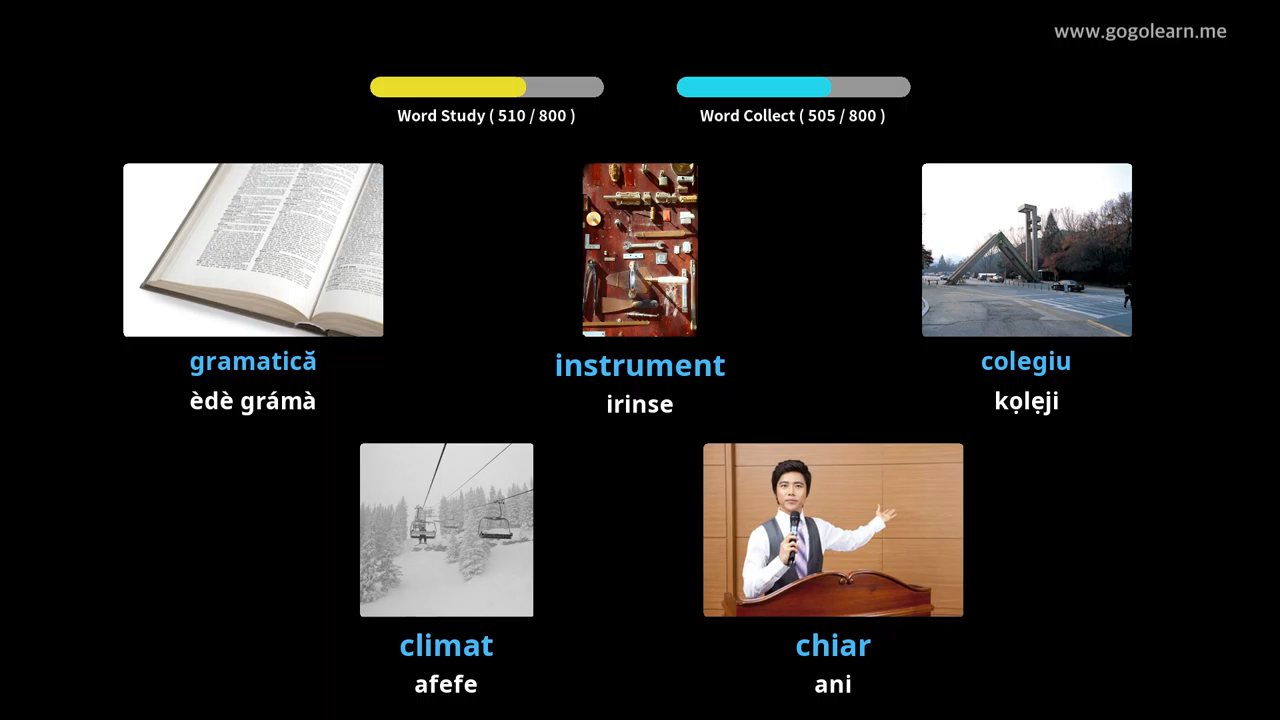 www.gogolearn.me
Word Study ( 510 / 800 )
Word Collect ( 505 / 800 )
gramatică
instrument
colegiu
èdè grámà
irinse
kọlẹji
climat
chiar
afefe
ani